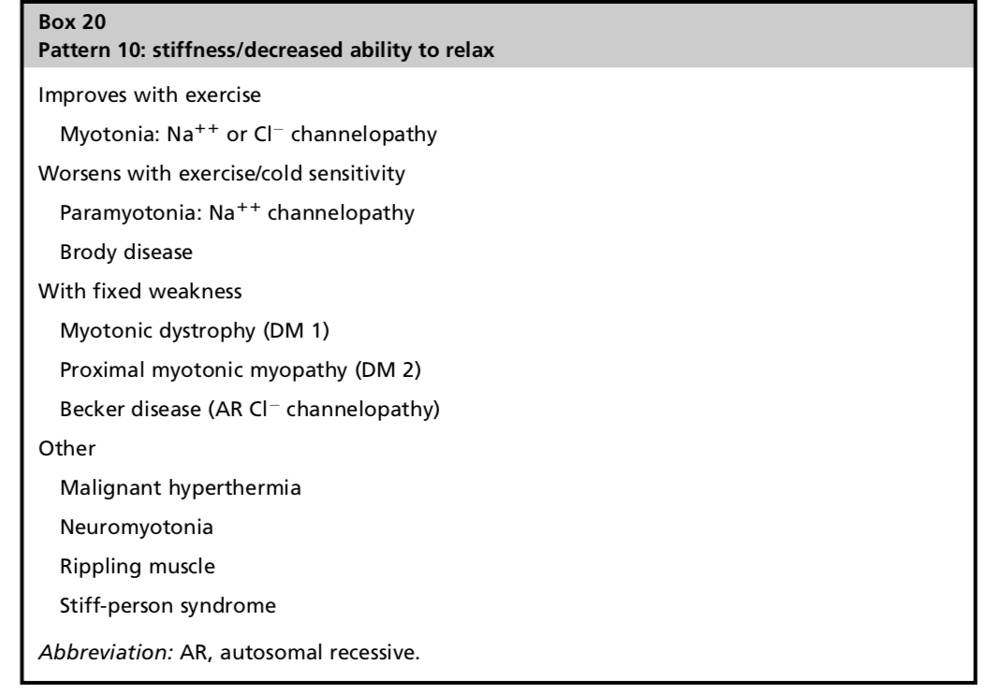 Box 20
Pattern 10: stiffness/decreased ability to relax
Improves with exercise
Myotonia: Na⁺⁺ or Cl⁻ channelopathy
Worsens with exercise/cold sensitivity
Paramyotonia: Na⁺⁺ channelopathy
Brody disease
With fixed weakness
Myotonic dystrophy (DM 1)
Proximal myotonic myopathy (DM 2)
Becker disease (AR Cl⁻ channelopathy)
Other
Malignant hyperthermia
Neuromyotonia
Rippling muscle
Stiff-person syndrome
Abbreviation: AR, autosomal recessive.